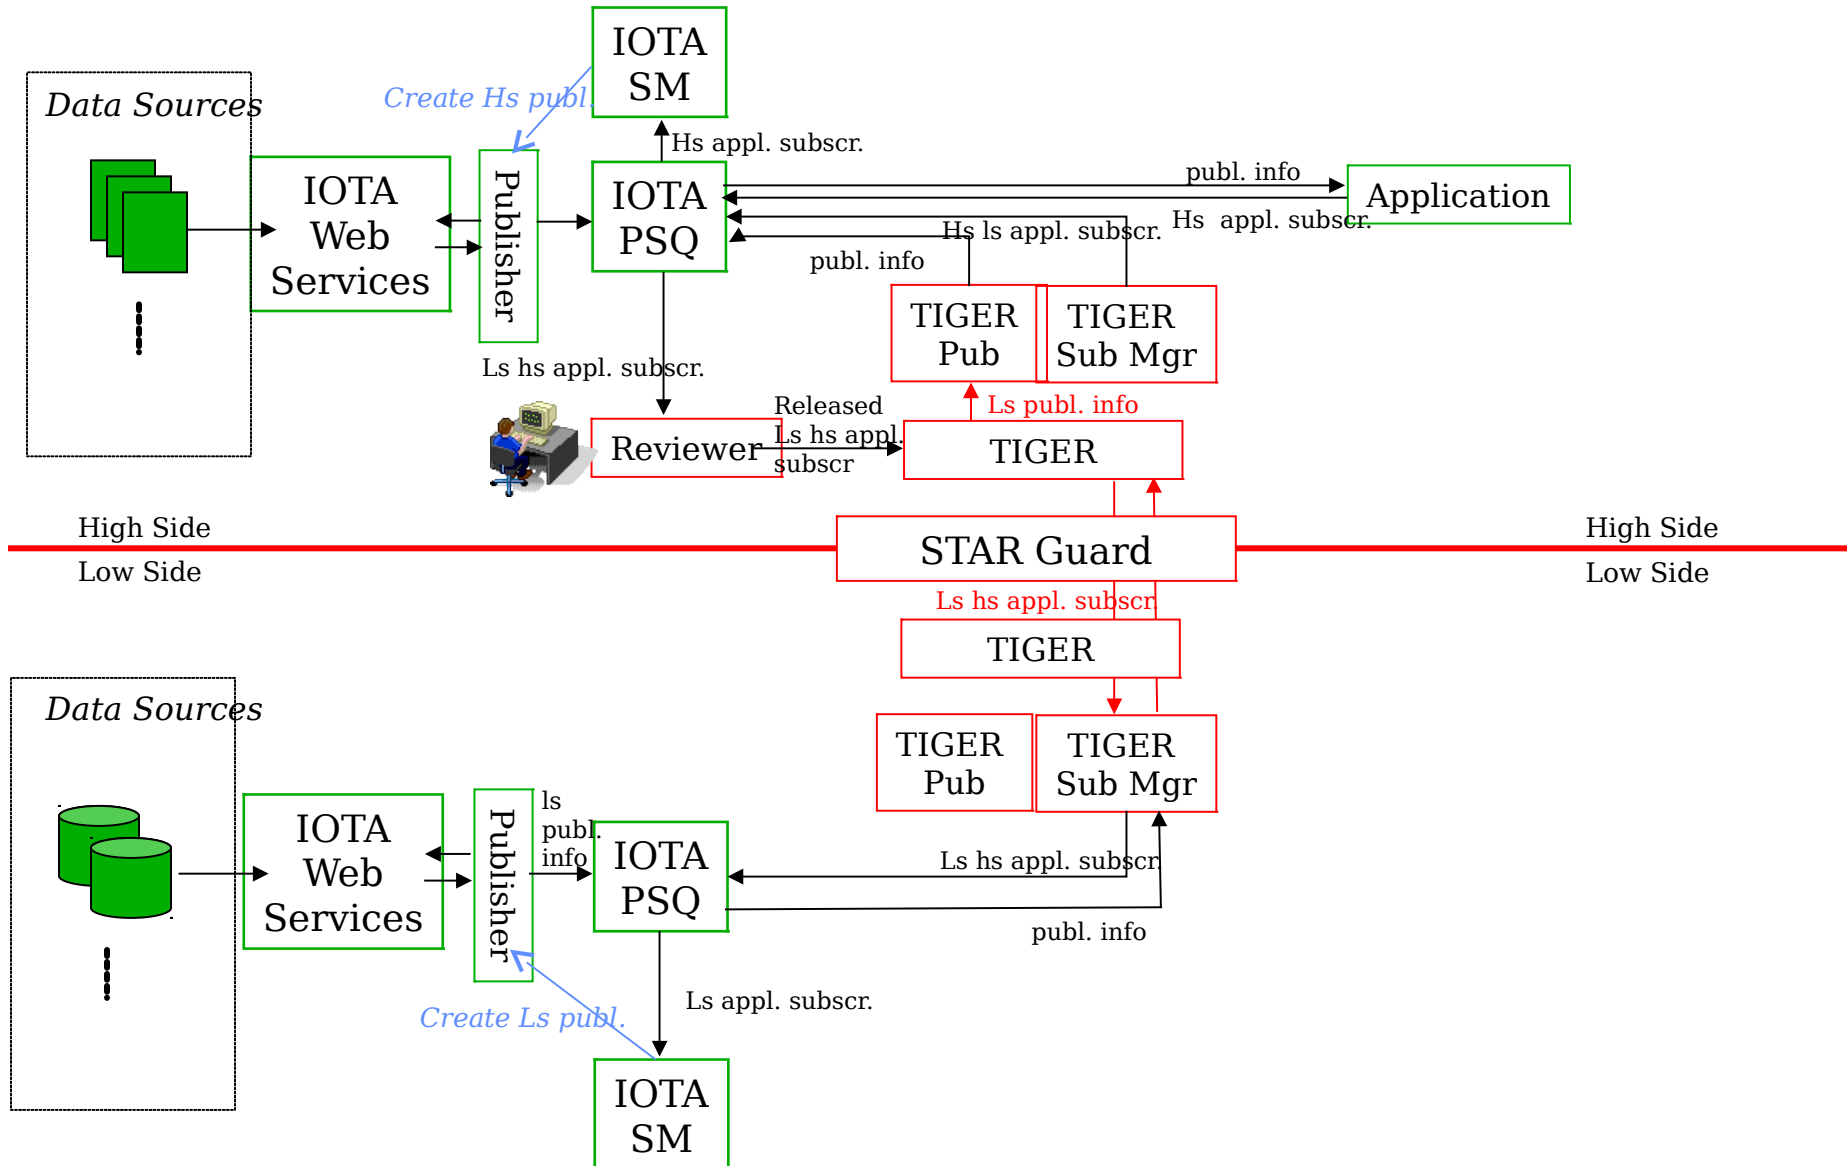 IOTA
SM
Data Sources
Create Hs publ.
Hs appl. subscr.
IOTA
Web
Services
Publisher
IOTA
PSQ
publ. info
Application
Hs  appl. subscr.
Hs ls appl. subscr.
publ. info
TIGER
Pub
TIGER
Sub Mgr
Ls hs appl. subscr.
Released
Ls hs appl.
subscr
Ls publ. info
Reviewer
TIGER
High Side
High Side
STAR Guard
Low Side
Low Side
Ls hs appl. subscr.
TIGER
Data Sources
TIGER
Pub
TIGER
Sub Mgr
IOTA
Web
Services
Publisher
ls
publ.
info
IOTA
PSQ
Ls hs appl. subscr.
publ. info
Ls appl. subscr.
Create Ls publ.
IOTA
SM